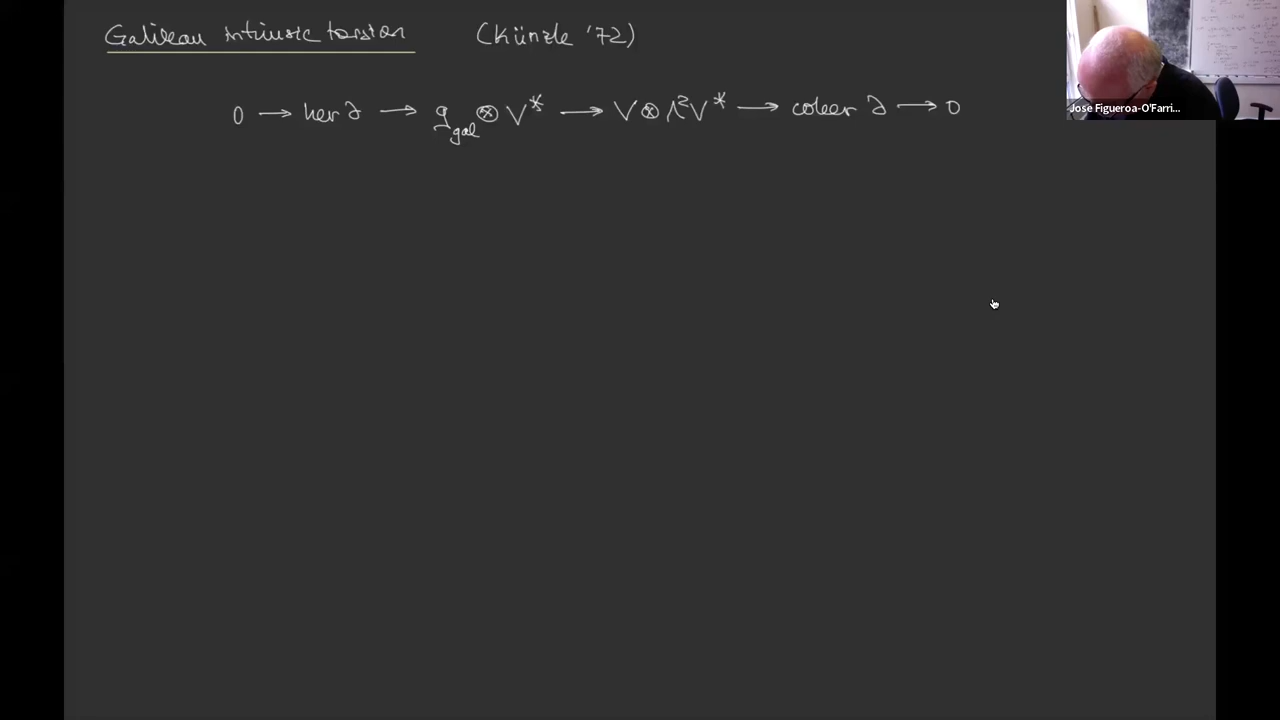 Galilean intrinsic torsion (Künzle '72)
0 → ker ∂ → g_gal ⊗ V* → V ⊗ Λ²V* → coker ∂ → 0
Jose Figueroa-O'Farri...